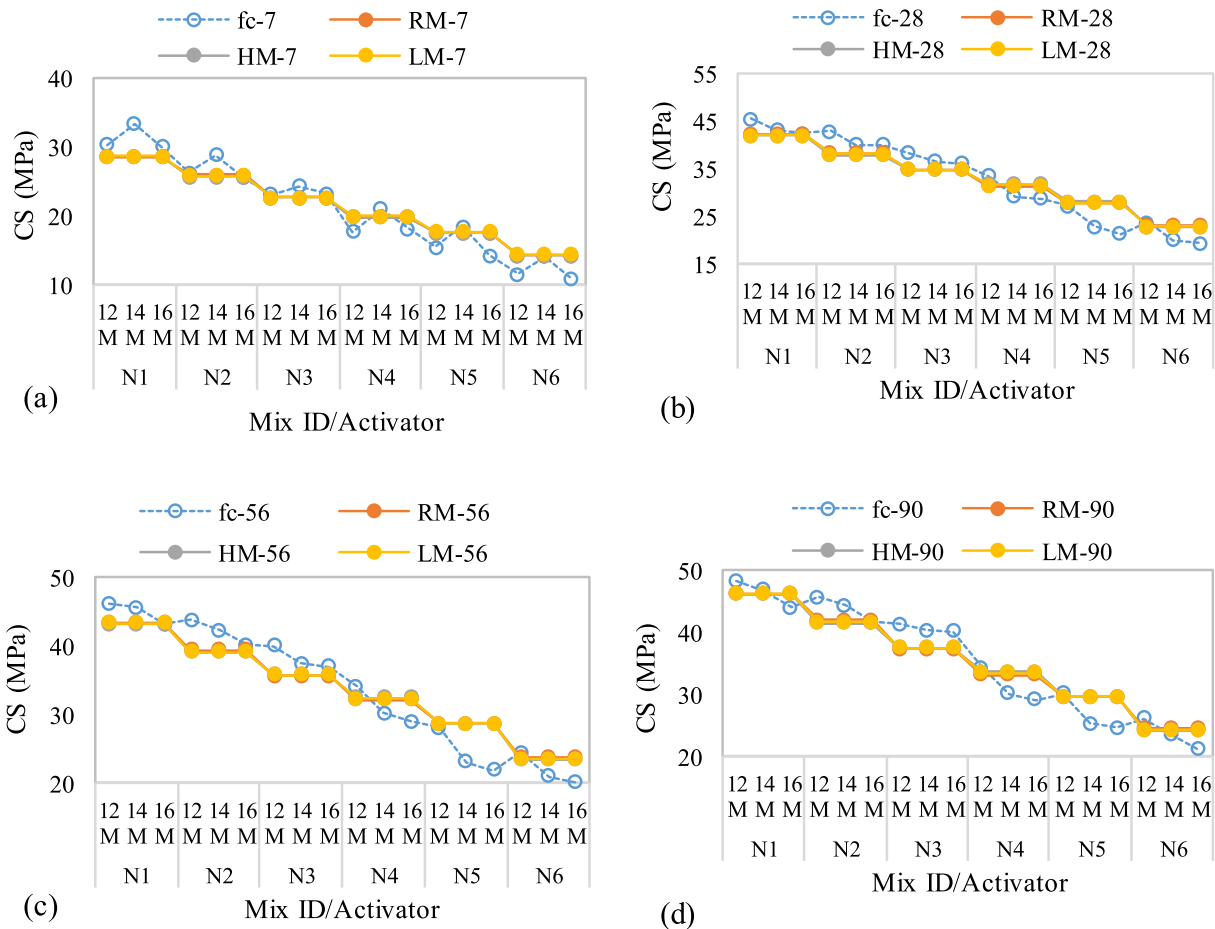 fc-7 RM-7
HM-7 LM-7
40
30
20
10
CS (MPa)
12 14 16 12 14 16 12 14 16 12 14 16 12 14 16 12 14 16
M M M M M M M M M M M M M M M M M M
N1 N2 N3 N4 N5 N6
(a)
Mix ID/Activator
fc-28 RM-28
HM-28 LM-28
55
45
35
25
15
CS (MPa)
12 14 16 12 14 16 12 14 16 12 14 16 12 14 16 12 14 16
M M M M M M M M M M M M M M M M M M
N1 N2 N3 N4 N5 N6
(b)
Mix ID/Activator
fc-56 RM-56
HM-56 LM-56
50
40
30
20
CS (MPa)
12 14 16 12 14 16 12 14 16 12 14 16 12 14 16 12 14 16
M M M M M M M M M M M M M M M M M M
N1 N2 N3 N4 N5 N6
(c)
Mix ID/Activator
fc-90 RM-90
HM-90 LM-90
50
40
30
20
CS (MPa)
12 14 16 12 14 16 12 14 16 12 14 16 12 14 16 12 14 16
M M M M M M M M M M M M M M M M M M
N1 N2 N3 N4 N5 N6
(d)
Mix ID/Activator